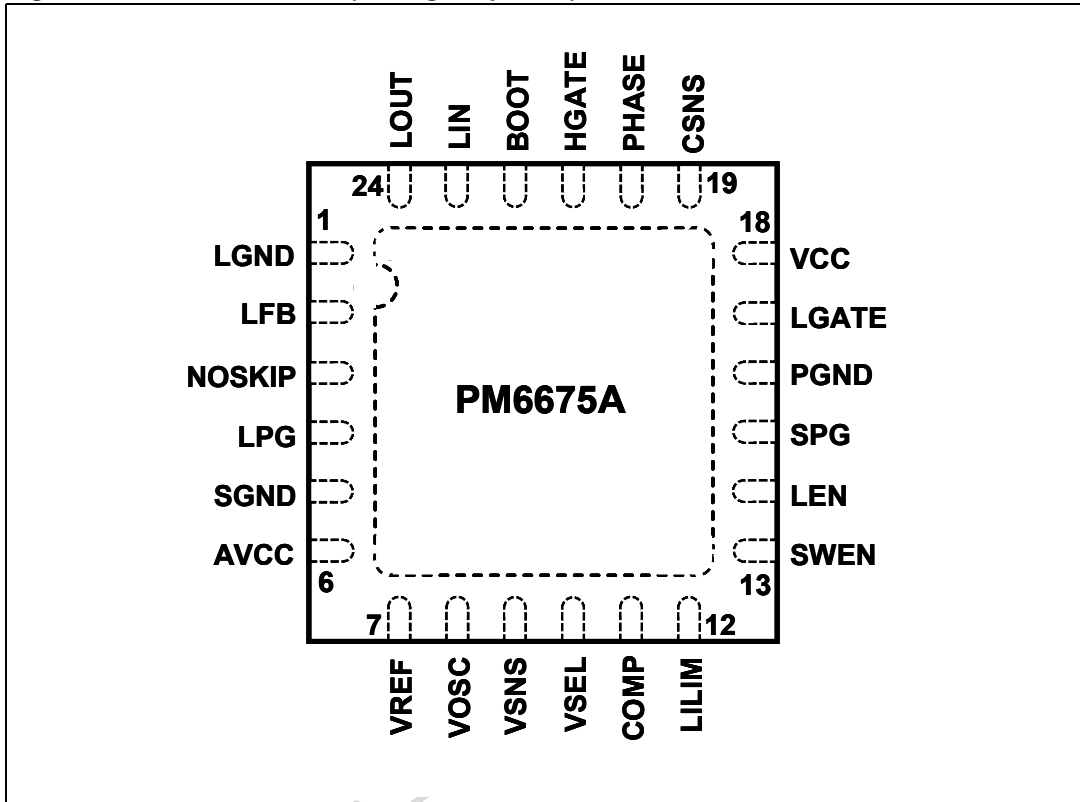 LOUT
LIN
BOOT
HGATE
PHASE
CSNS
24
19
1
18
LGND
VCC
LFB
LGATE
NOSKIP
PGND
PM6675A
LPG
SPG
SGND
LEN
AVCC
SWEN
6
13
7
12
VREF
VOSC
VSNS
VSEL
COMP
LILIM